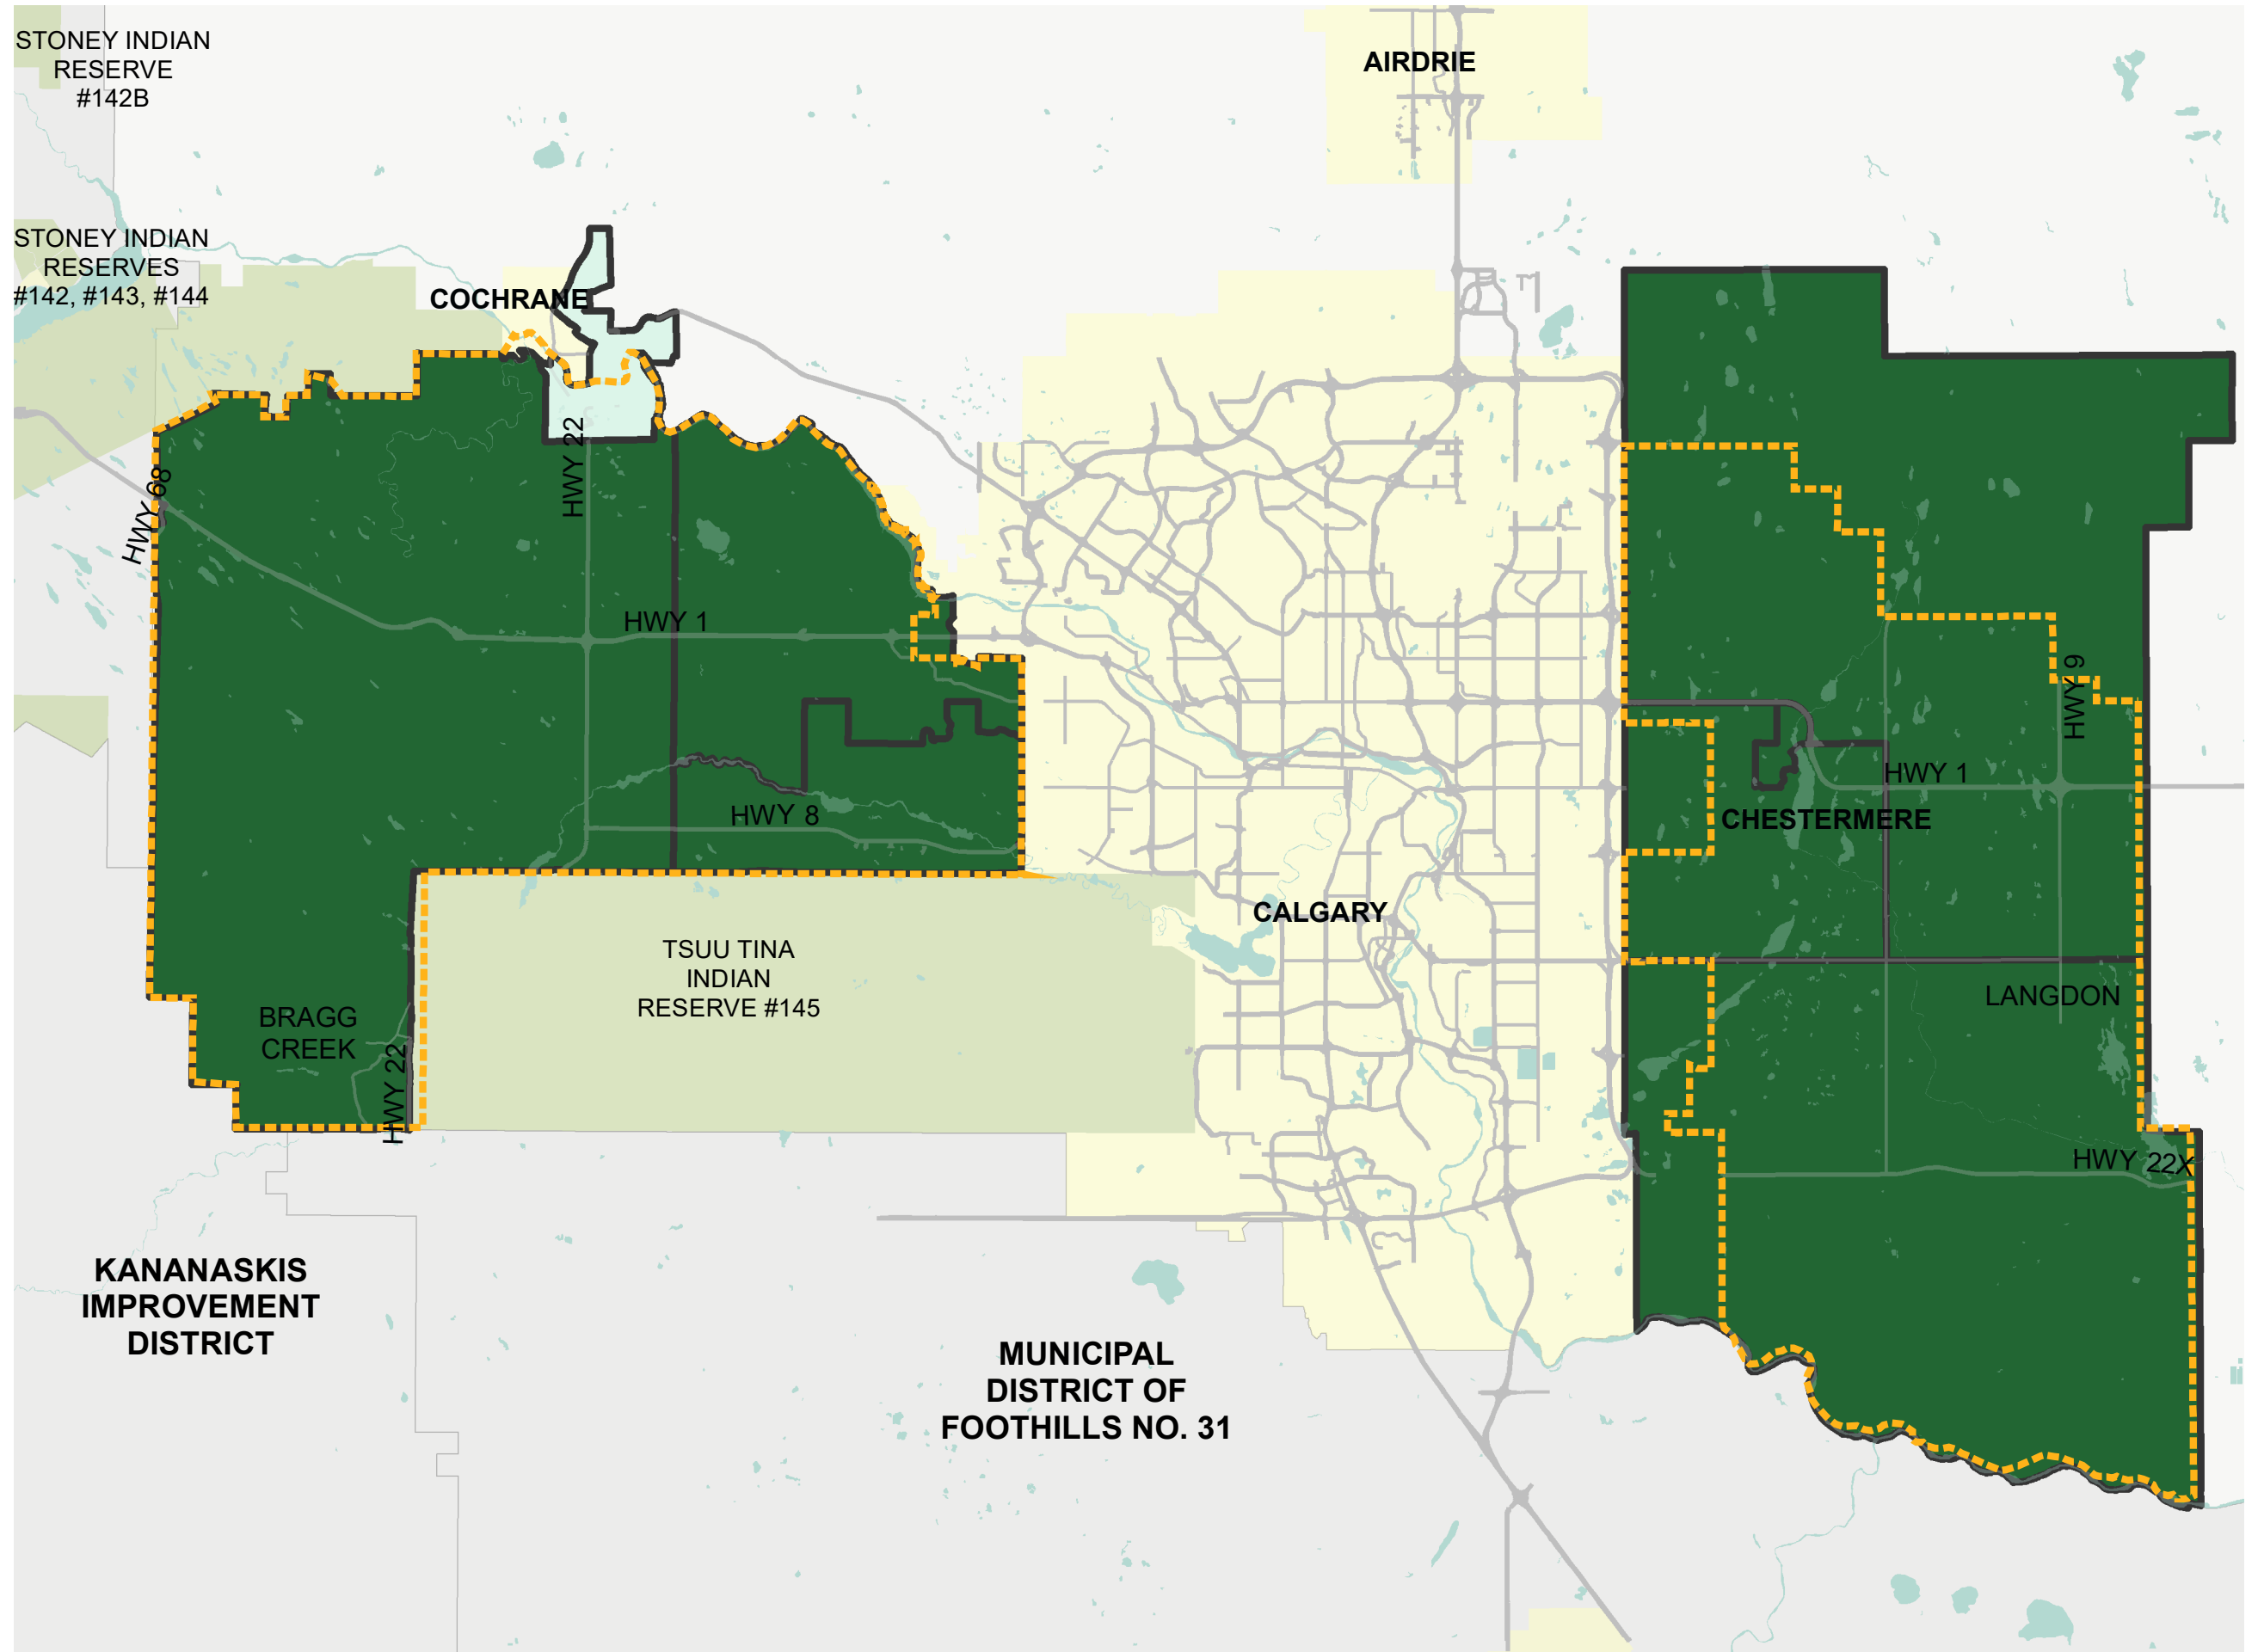 STONEY INDIAN
RESERVE
#142B
AIRDRIE
STONEY INDIAN
RESERVES
#142, #143, #144
COCHRANE
HWY 22
HWY 68
HWY 1
HWY 9
HWY 1
HWY 8
CHESTERMERE
CALGARY
TSUU TINA
INDIAN
RESERVE #145
LANGDON
BRAGG
CREEK
HWY 22
HWY 22X
KANANASKIS
IMPROVEMENT
DISTRICT
MUNICIPAL
DISTRICT OF
FOOTHILLS NO. 31